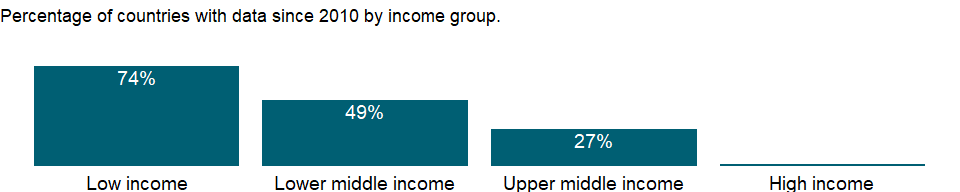 Percentage of countries with data since 2010 by income group.
74%
49%
27%
Low income
Lower middle income
Upper middle income
High income